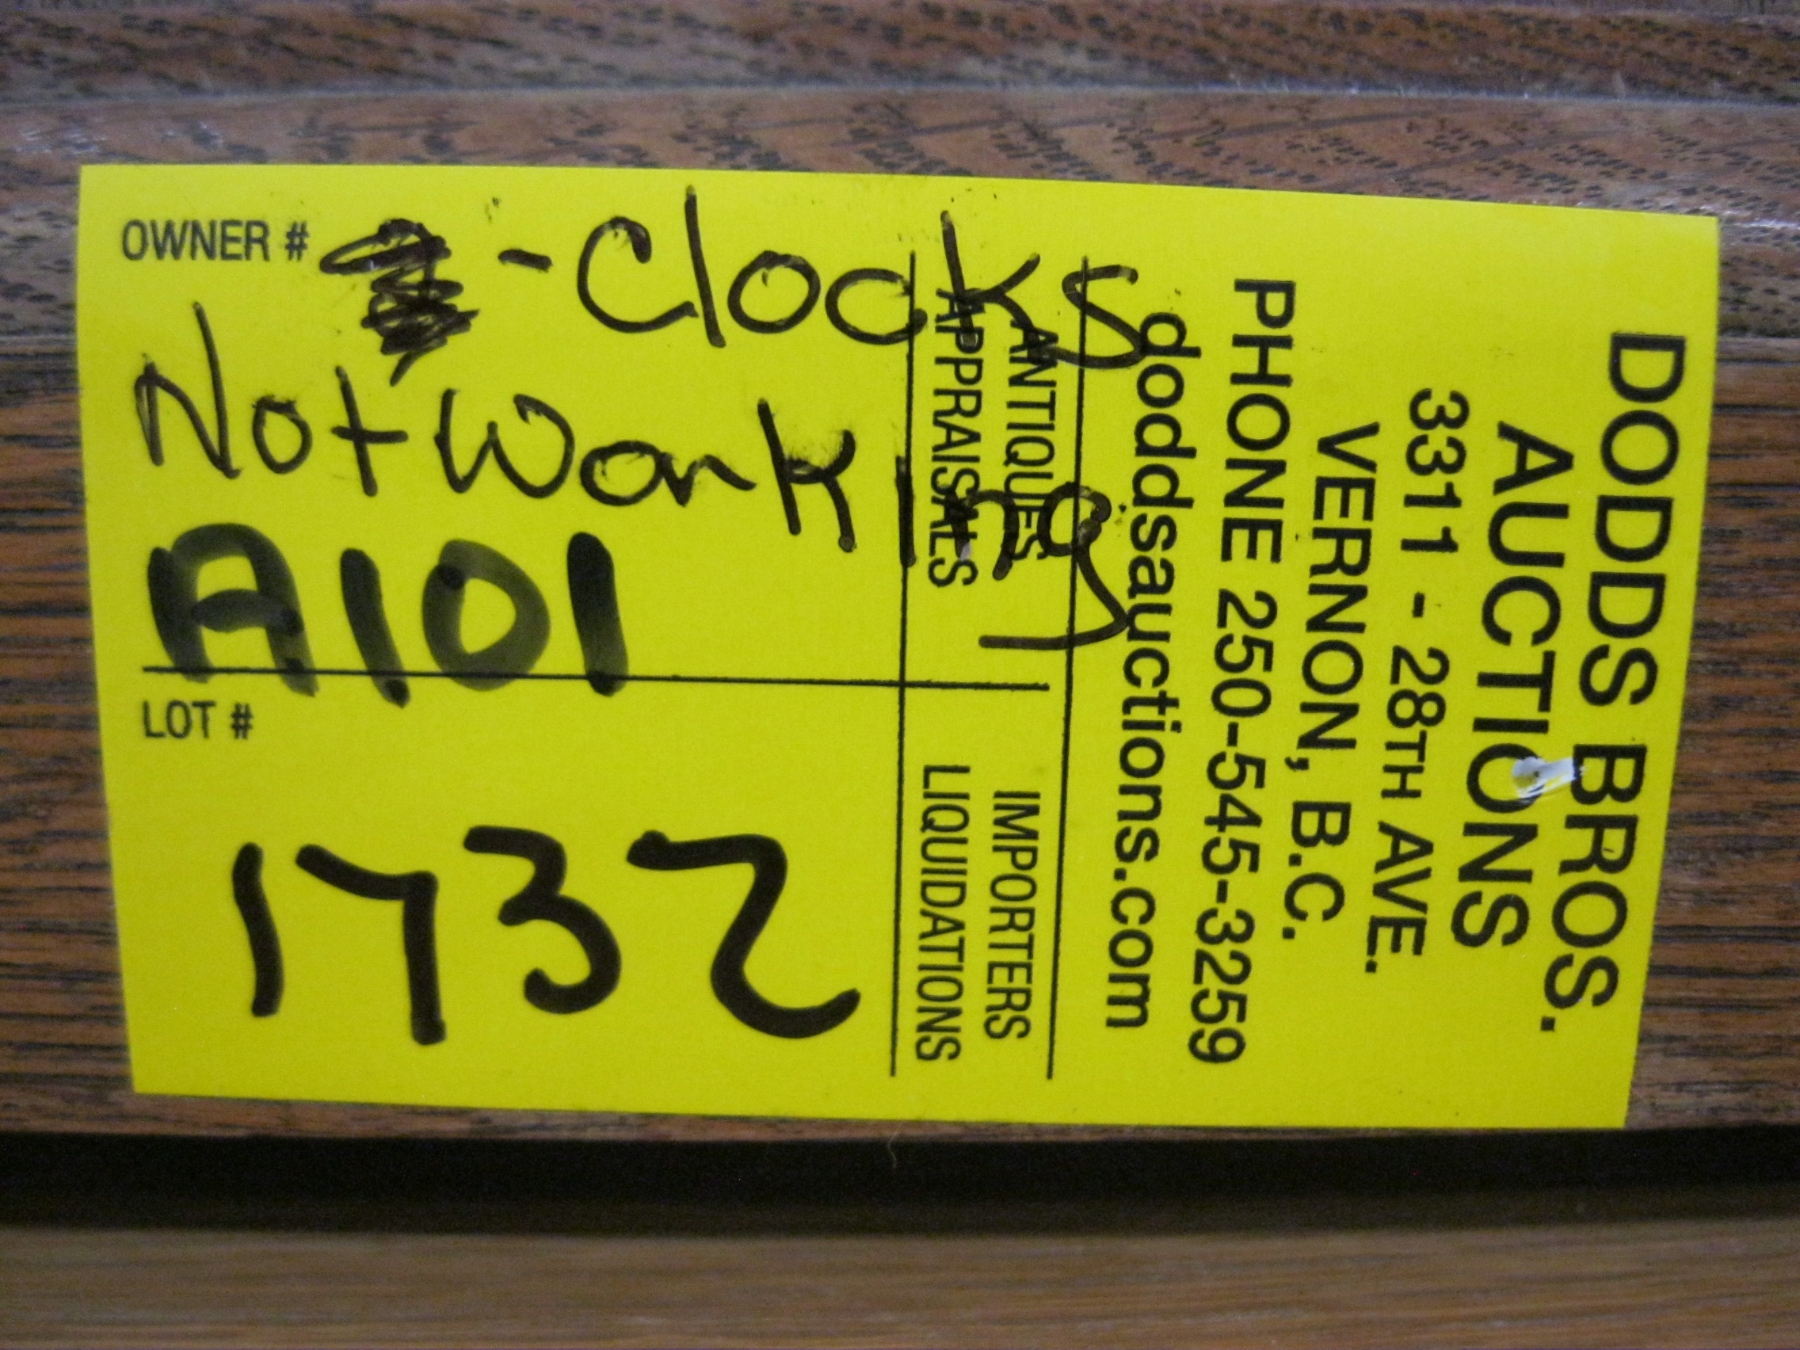 OWNER # - Clocks
Not Working
A101
LOT #
1732
DODDS BROS.
AUCTIONS
3311 - 28TH AVE.
VERNON, B.C.
PHONE 250-545-3259
doddsauctions.com
ANTIQUES
APPRAISALS
IMPORTERS
LIQUIDATIONS